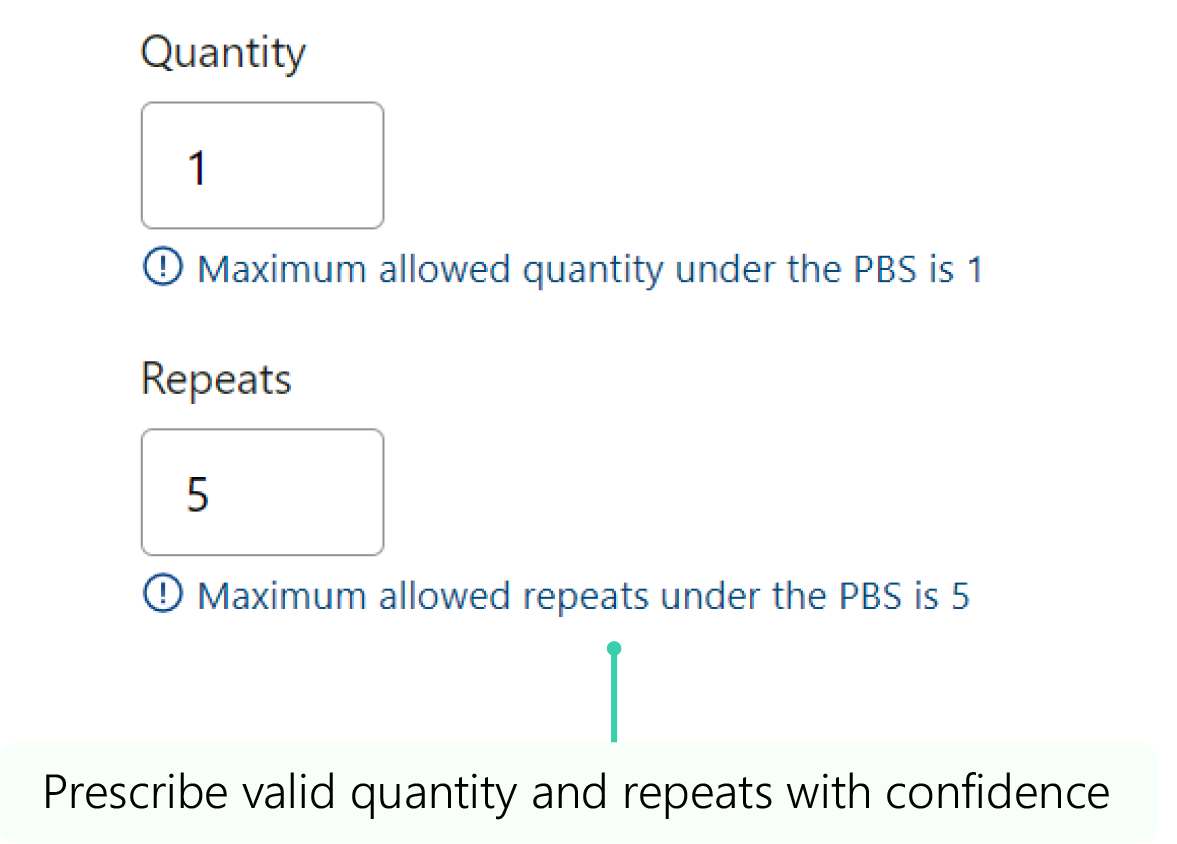 Quantity
1
Maximum allowed quantity under the PBS is 1
Repeats
5
Maximum allowed repeats under the PBS is 5
Prescribe valid quantity and repeats with confidence